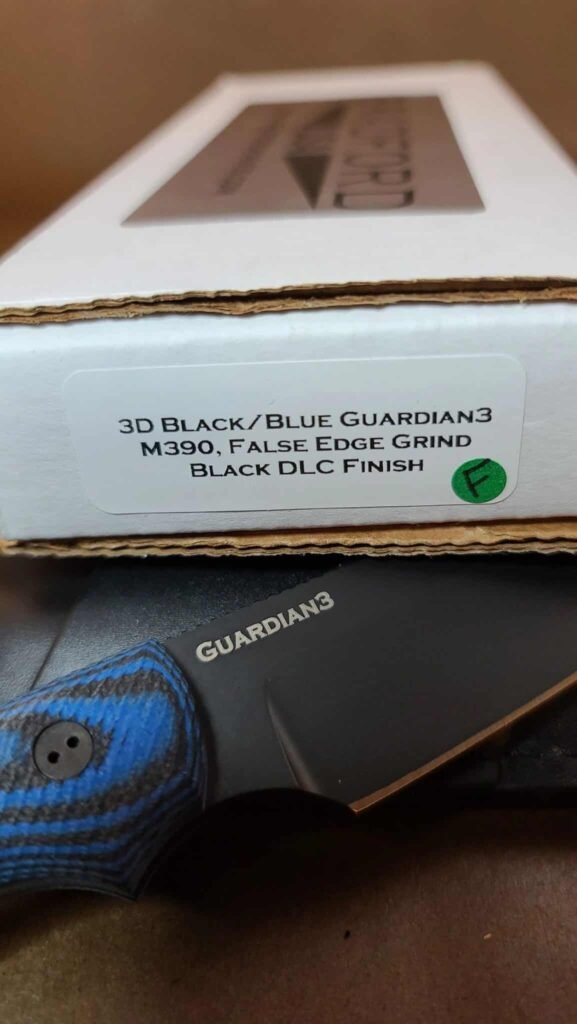 3D Black/Blue Guardian3
M390, False Edge Grind
Black DLC Finish
F
Guardian3